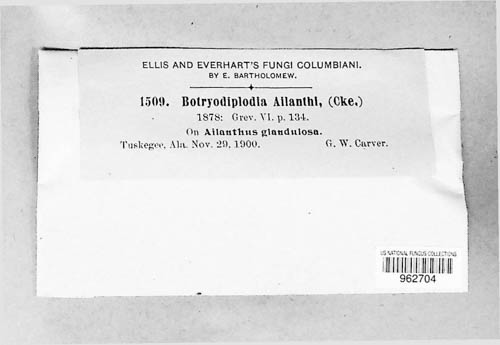 ELLIS AND EVERHART'S FUNGI COLUMBIANI.
BY E. BARTHOLOMEW.
1509. Botryodiplodia Ailanthi, (Cke.)
1878: Grev. VI. p. 134.
On Ailanthus glandulosa.
Tuskegee, Ala. Nov. 29, 1900. G. W. Carver.
US NATIONAL FUNGUS COLLECTIONS
962704